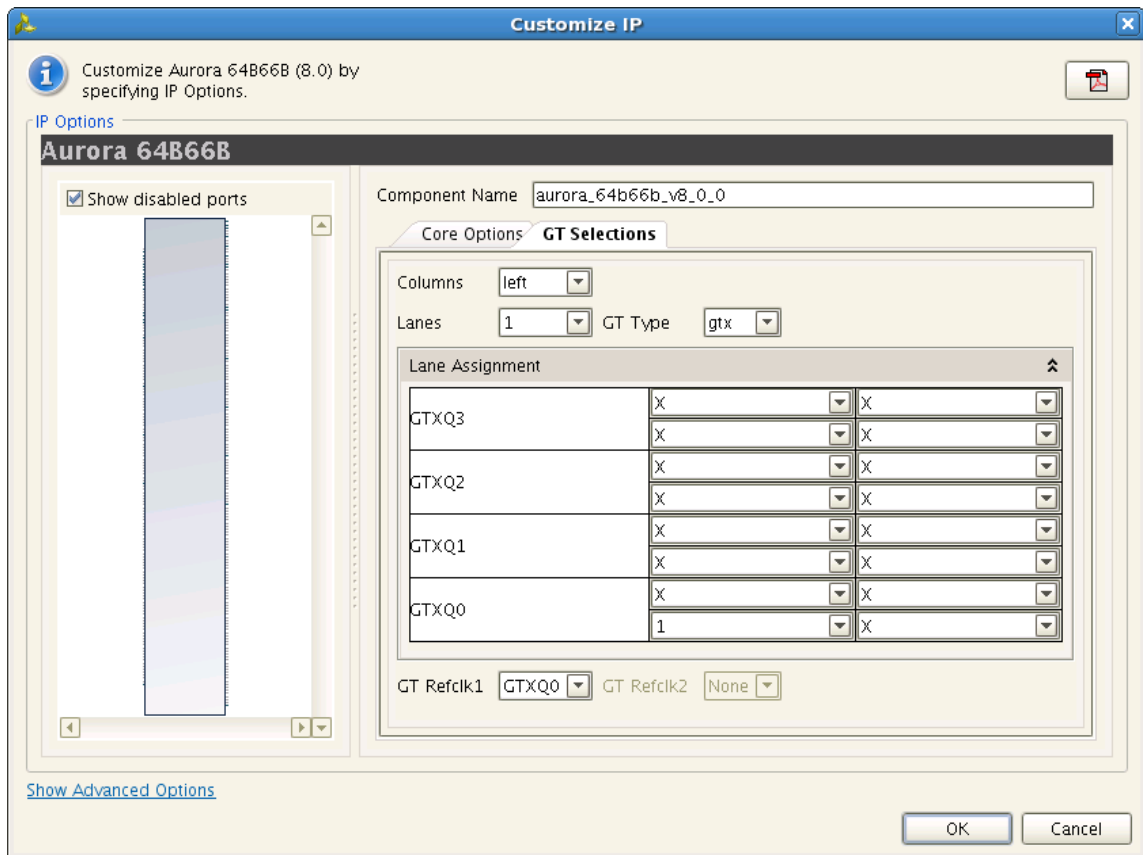 Customize IP
Customize Aurora 64B66B (8.0) by
specifying IP Options.
IP Options
Aurora 64B66B
Show disabled ports
Component Name aurora_64b66b_v8_0_0
Core Options GT Selections
Columns left
Lanes 1 GT Type gtx
Lane Assignment
GTXQ3
X X
X X
GTXQ2
X X
X X
GTXQ1
X X
X X
GTXQ0
X X
1 X
GT Refclk1 GTXQ0 GT Refclk2 None
Show Advanced Options
OK Cancel